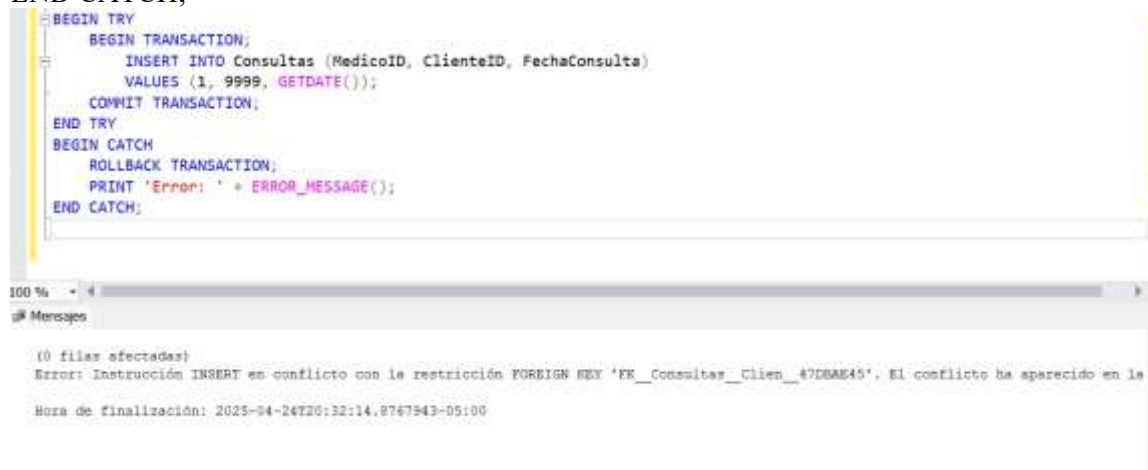 END CATCH;
BEGIN TRY
BEGIN TRANSACTION;
INSERT INTO Consultas (MedicoID, ClienteID, FechaConsulta)
VALUES (1, 9999, GETDATE());
COMMIT TRANSACTION;
END TRY
BEGIN CATCH
ROLLBACK TRANSACTION;
PRINT 'Error: ' + ERROR_MESSAGE();
END CATCH;
100 %
Mensajes
(0 filas afectadas)
Error: Instrucción INSERT en conflicto con la restricción FOREIGN KEY "FK__Consultas__Clien__47DBAE45". El conflicto ha aparecido en la
Hora de finalización: 2025-04-24T20:32:14.8767943-05:00